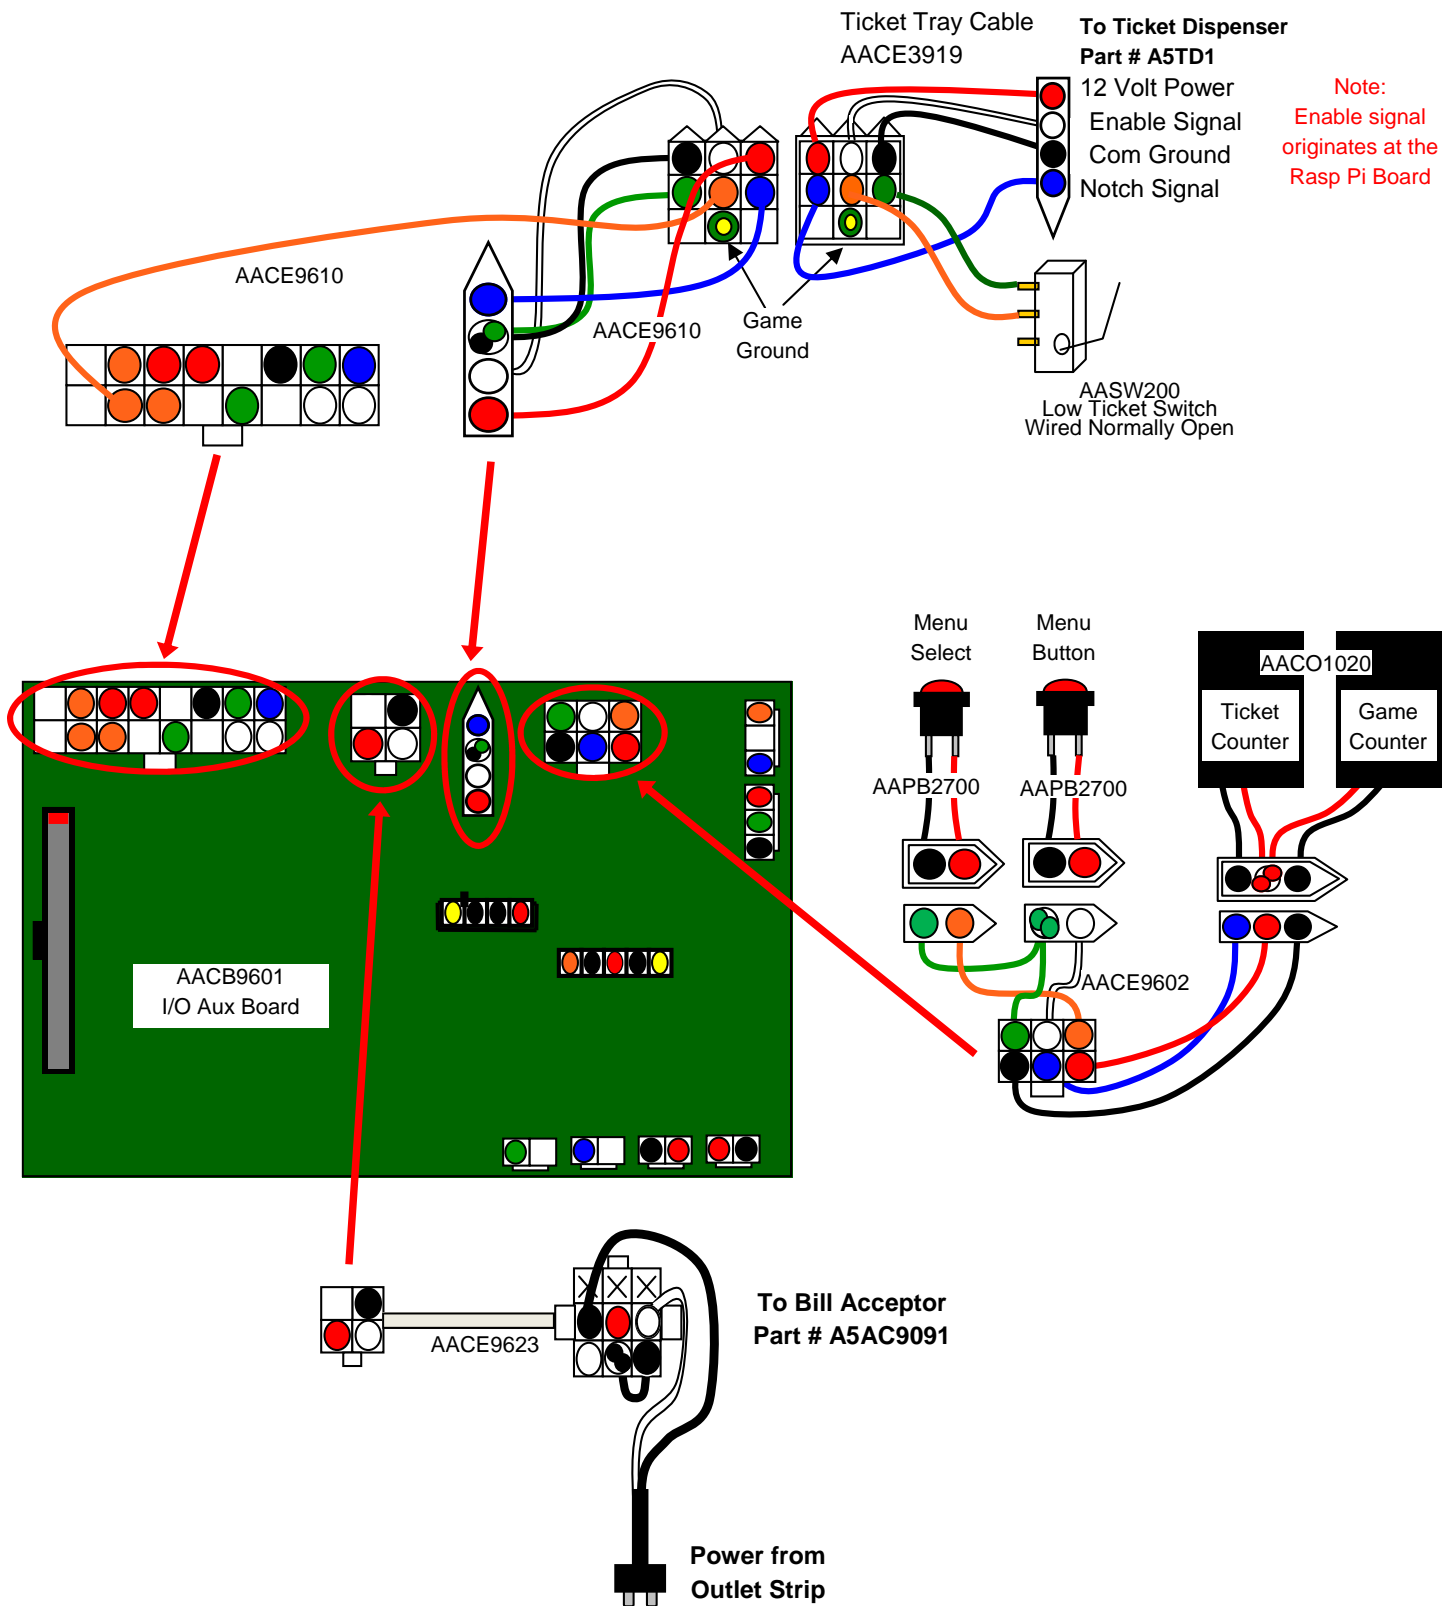 Ticket Tray Cable
AACE3919
To Ticket Dispenser
Part # A5TD1
12 Volt Power
Enable Signal
Com Ground
Notch Signal
Note:
Enable signal
originates at the
Rasp Pi Board
AACE9610
AACE9610
Game
Ground
AASW200
Low Ticket Switch
Wired Normally Open
Menu
Select
Menu
Button
AACO1020
Ticket
Counter
Game
Counter
AAPB2700
AAPB2700
AACE9602
AACB9601
I/O Aux Board
AACE9623
To Bill Acceptor
Part # A5AC9091
Power from
Outlet Strip